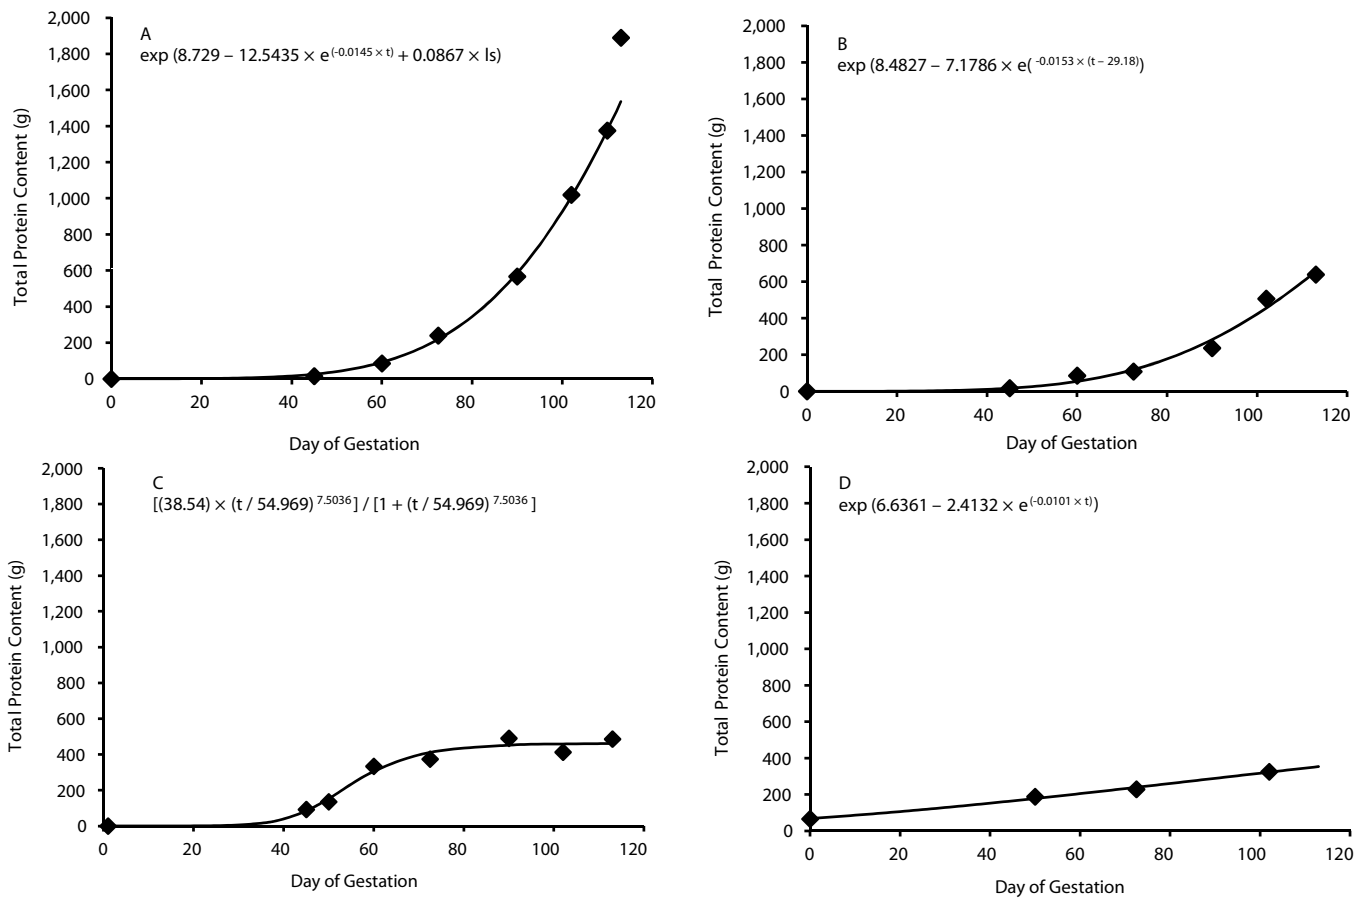 A
exp (8.729 – 12.5435 × e(-0.0145 × t) + 0.0867 × ls)
Total Protein Content (g)
2,000
1,800
1,600
1,400
1,200
1,000
800
600
400
200
0
0 20 40 60 80 100 120
Day of Gestation
B
exp (8.4827 – 7.1786 × e( -0.0153 × (t – 29.18))
Total Protein Content (g)
2,000
1,800
1,600
1,400
1,200
1,000
800
600
400
200
0
0 20 40 60 80 100 120
Day of Gestation
C
[(38.54) × (t / 54.969) 7.5036 ] / [1 + (t / 54.969) 7.5036 ]
Total Protein Content (g)
2,000
1,800
1,600
1,400
1,200
1,000
800
600
400
200
0
0 20 40 60 80 100 120
Day of Gestation
D
exp (6.6361 – 2.4132 × e(-0.0101 × t))
Total Protein Content (g)
2,000
1,800
1,600
1,400
1,200
1,000
800
600
400
200
0
0 20 40 60 80 100 120
Day of Gestation